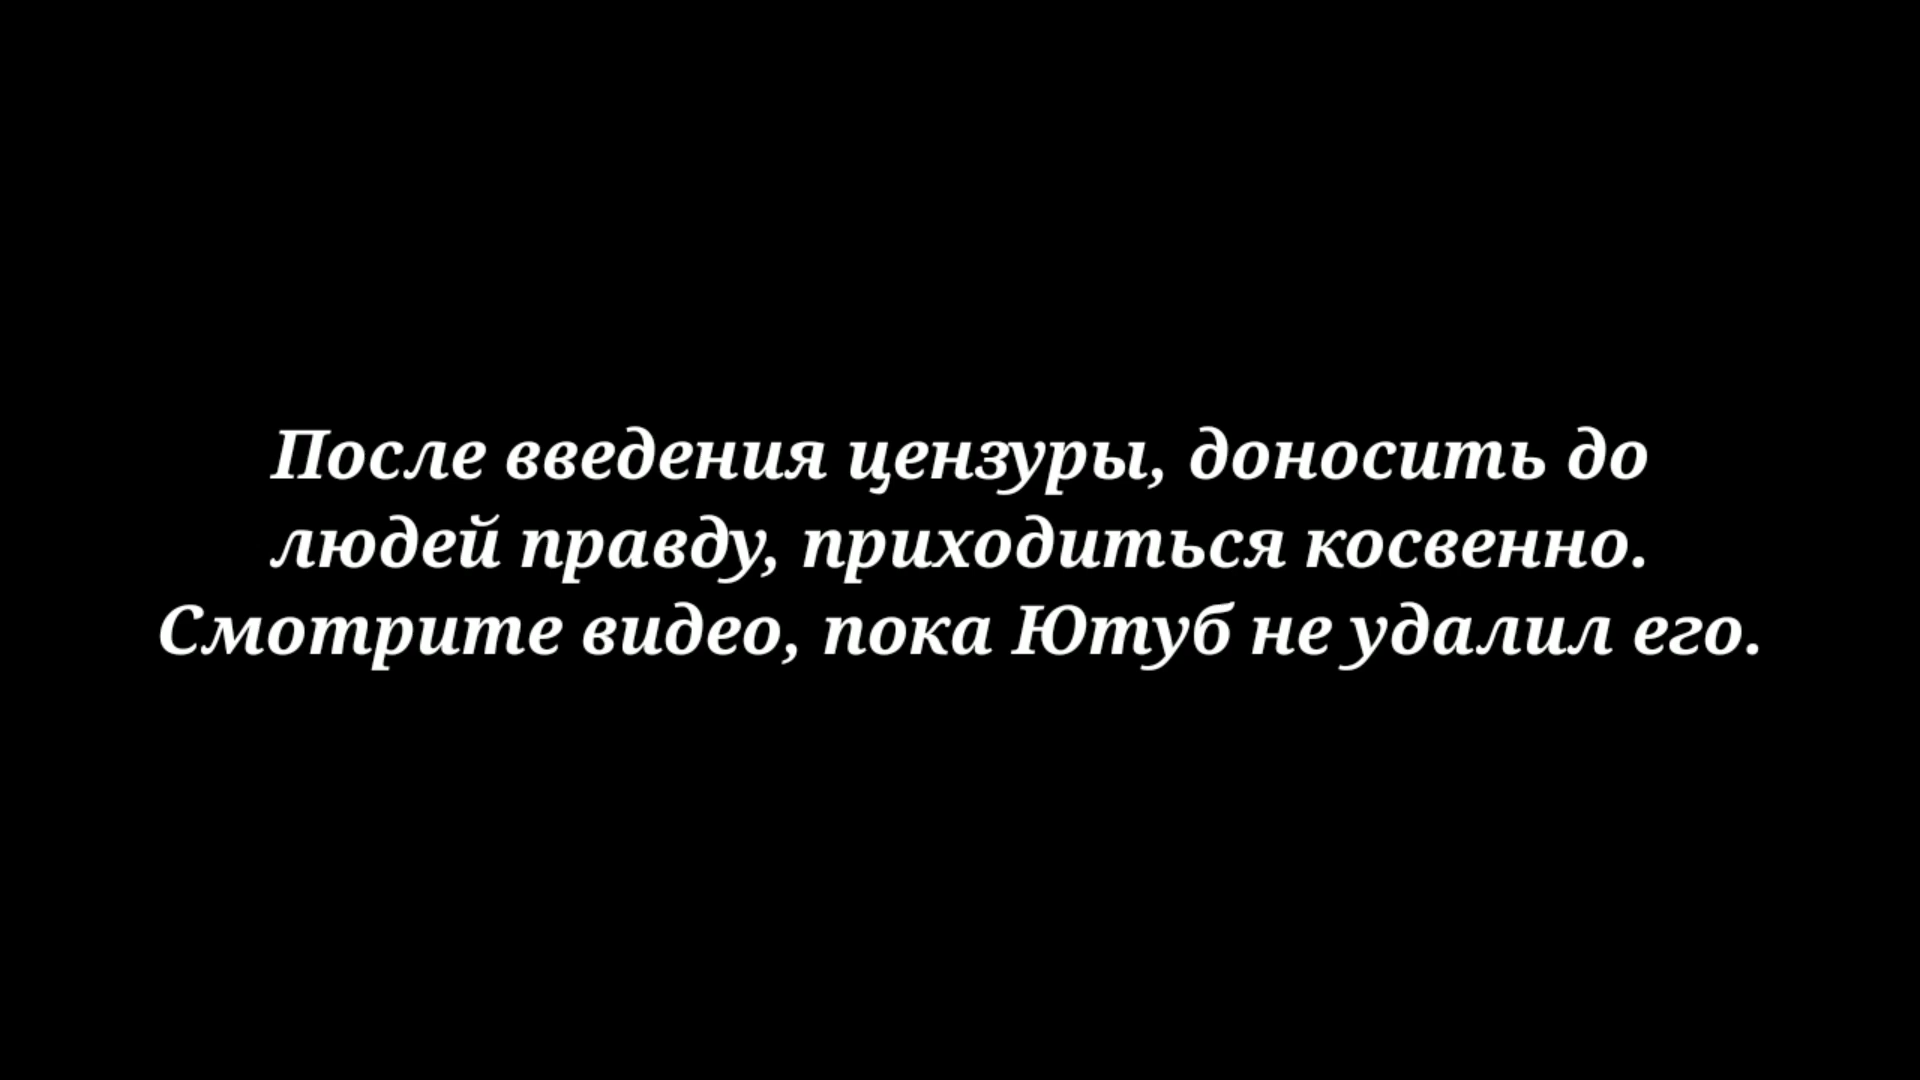 После введения цензуры, доносить до
людей правду, приходиться косвенно.
Смотрите видео, пока Ютуб не удалил его.